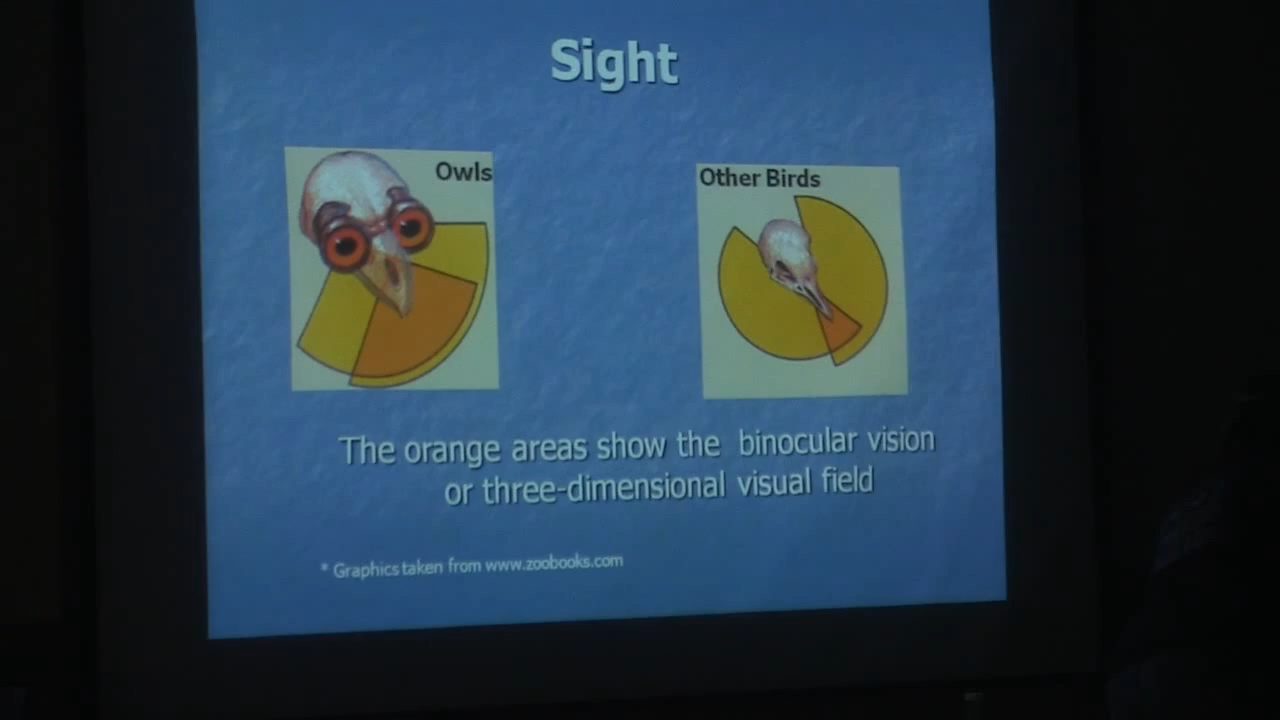 Sight
Owls
Other Birds
The orange areas show the binocular vision
or three-dimensional visual field
* Graphics taken from www.zoobooks.com